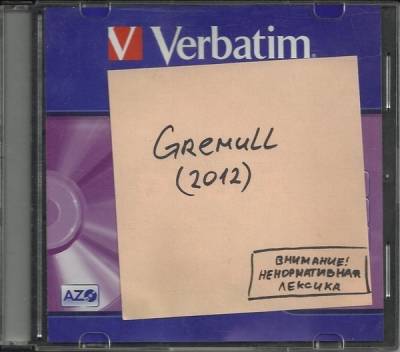 V Verbatim.
Gremull
(2012)
ВНИМАНИЕ!
НЕНОРМАТИВНАЯ
ЛЕКСИКА
AZO